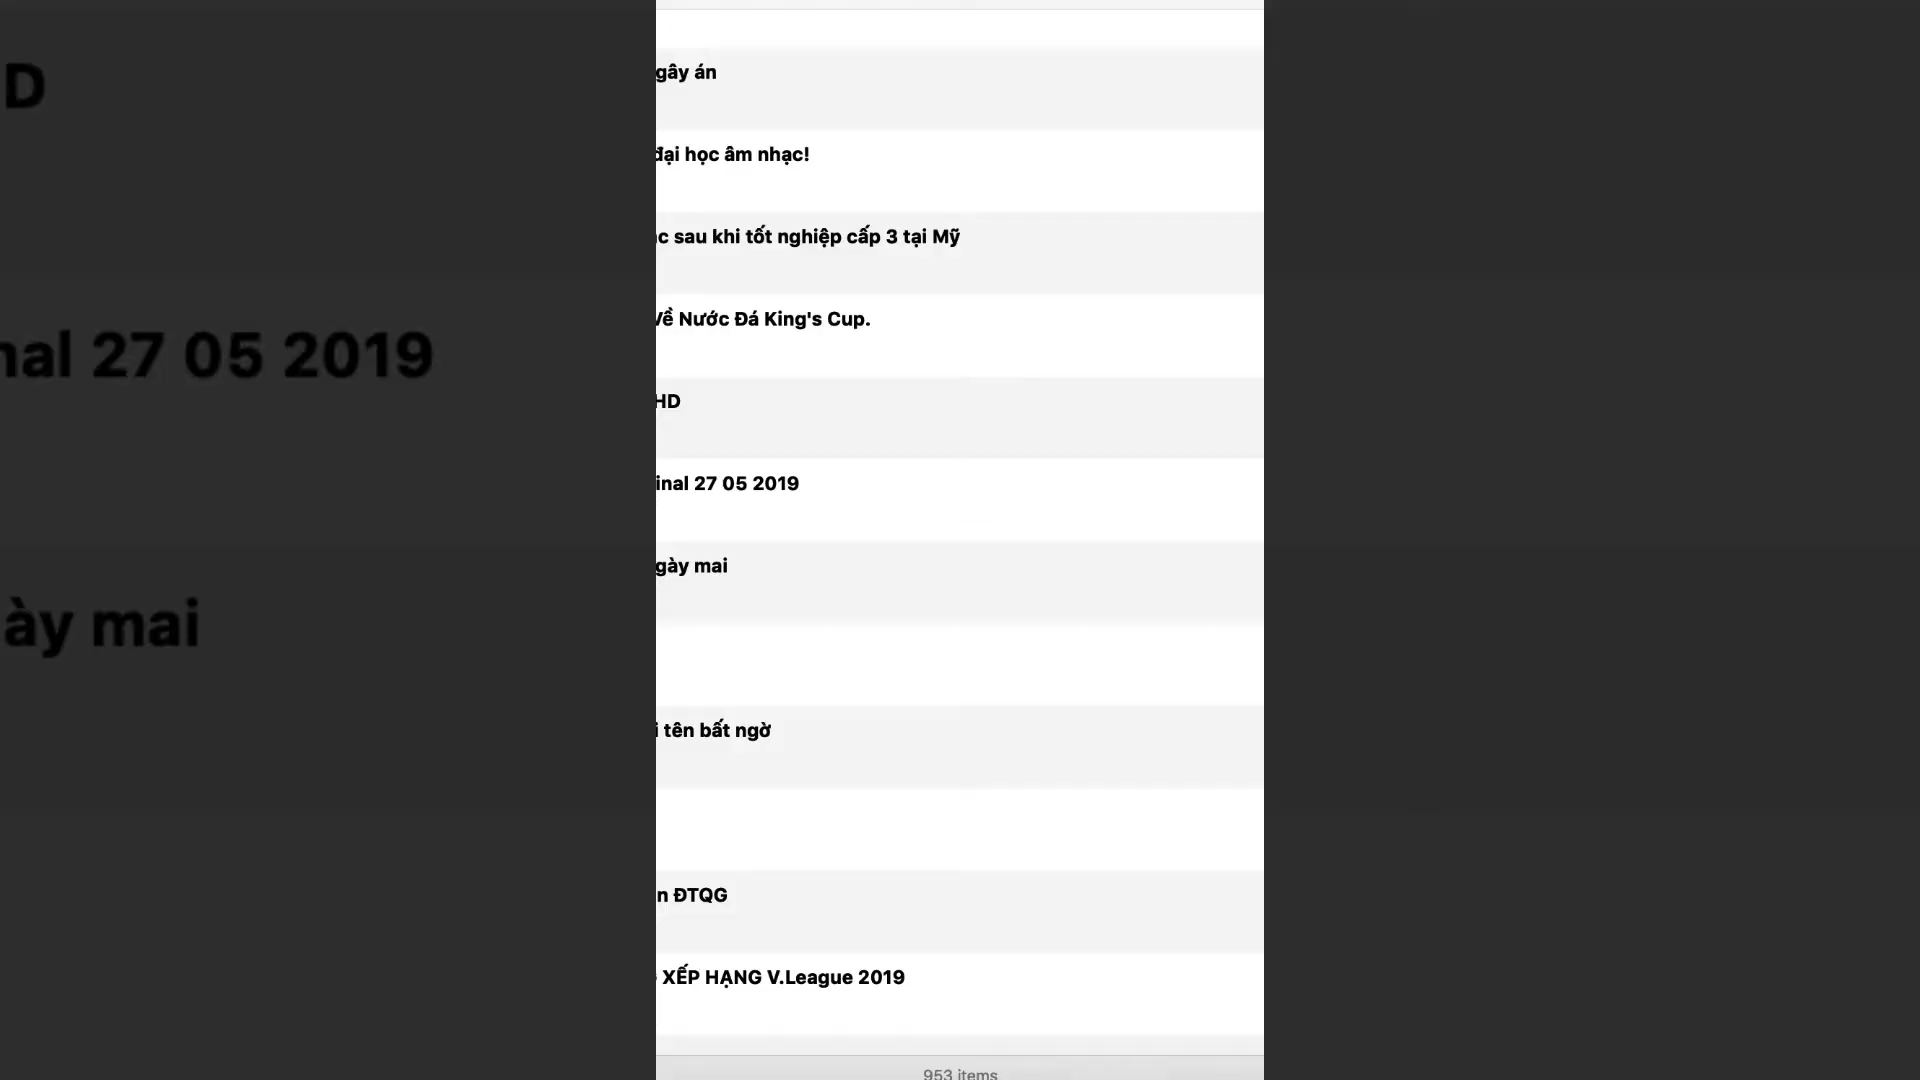 gây án
đại học âm nhạc!
sau khi tốt nghiệp cấp 3 tại Mỹ
Về Nước Đá King's Cup.
HD
inal 27 05 2019
gày mai
tên bất ngờ
n ĐTQG
XẾP HẠNG V.League 2019
953 items
D
nal 27 05 2019
ày mai